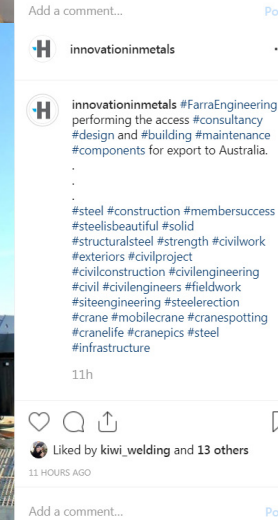 Add a comment...
Po
innovationinmetals
innovationinmetals #FarraEngineering
performing the access #consultancy
#design and #building #maintenance
#components for export to Australia.
.
.
.
#steel #construction #membersuccess
#steelisbeautiful #solid
#structuralsteel #strength #civilwork
#exteriors #civilproject
#civilconstruction #civilengineering
#civil #civilengineers #fieldwork
#siteengineering #steelerection
#crane #mobilecrane #cranespotting
#cranelife #cranepics #steel
#infrastructure
11h
Liked by kiwi_welding and 13 others
11 HOURS AGO
Add a comment...
Po